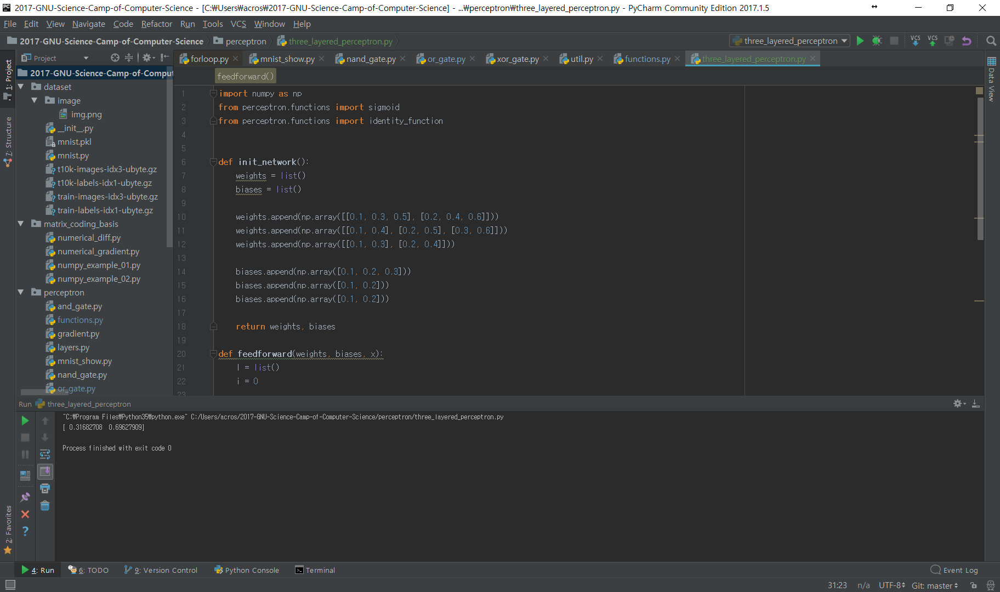 2017-GNU-Science-Camp-of-Computer-Science - [C:₩Users₩acros₩2017-GNU-Science-Camp-of-Computer-Science] - ...₩perceptron₩three_layered_perceptron.py - PyCharm Community Edition 2017.1.5
File Edit View Navigate Code Refactor Run Tools VCS Window Help
2017-GNU-Science-Camp-of-Computer-Science perceptron three_layered_perceptron.py three_layered_perceptron VCS VCS
Project
forloop.py mnist_show.py nand_gate.py or_gate.py xor_gate.py util.py functions.py three_layered_perceptron.py
1: Project
7: Structure
2: Favorites
Data View
2017-GNU-Science-Camp-of-Comput
dataset
image
img.png
__init__.py
mnist.pkl
mnist.py
t10k-images-idx3-ubyte.gz
t10k-labels-idx1-ubyte.gz
train-images-idx3-ubyte.gz
train-labels-idx1-ubyte.gz
matrix_coding_basis
numerical_diff.py
numerical_gradient.py
numpy_example_01.py
numpy_example_02.py
perceptron
and_gate.py
functions.py
gradient.py
layers.py
mnist_show.py
nand_gate.py
or_gate.py
feedforward()
1 import numpy as np
2 from perceptron.functions import sigmoid
3 from perceptron.functions import identity_function
4
5
6 def init_network():
7 weights = list()
8 biases = list()
9
10 weights.append(np.array([[0.1, 0.3, 0.5], [0.2, 0.4, 0.6]]))
11 weights.append(np.array([[0.1, 0.4], [0.2, 0.5], [0.3, 0.6]]))
12 weights.append(np.array([[0.1, 0.3], [0.2, 0.4]]))
13
14 biases.append(np.array([0.1, 0.2, 0.3]))
15 biases.append(np.array([0.1, 0.2]))
16 biases.append(np.array([0.1, 0.2]))
17
18 return weights, biases
19
20 def feedforward(weights, biases, x):
21 l = list()
22 i = 0
23
Run three_layered_perceptron
"C:₩Program Files₩Python35₩python.exe" C:/Users/acros/2017-GNU-Science-Camp-of-Computer-Science/perceptron/three_layered_perceptron.py
[ 0.31682708 0.69627909]
Process finished with exit code 0
4: Run 6: TODO 9: Version Control Python Console Terminal Event Log
31:23 n/a UTF-8 Git: master